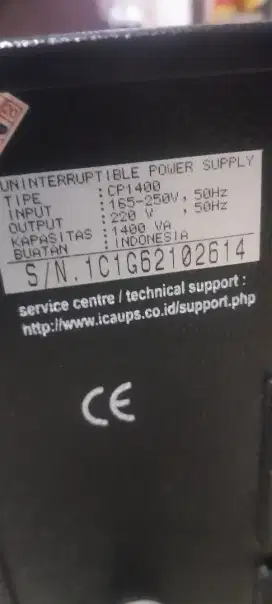 UNINTERRUPTIBLE POWER SUPPLY
TIPE : CP1400
INPUT : 165-250V, 50Hz
OUTPUT : 220 V , 50Hz
KAPASITAS : 1400 VA
BUATAN : INDONESIA
S/N.1C1G62102614
service centre / technical support :
http://www.icaups.co.id/support.php
CE